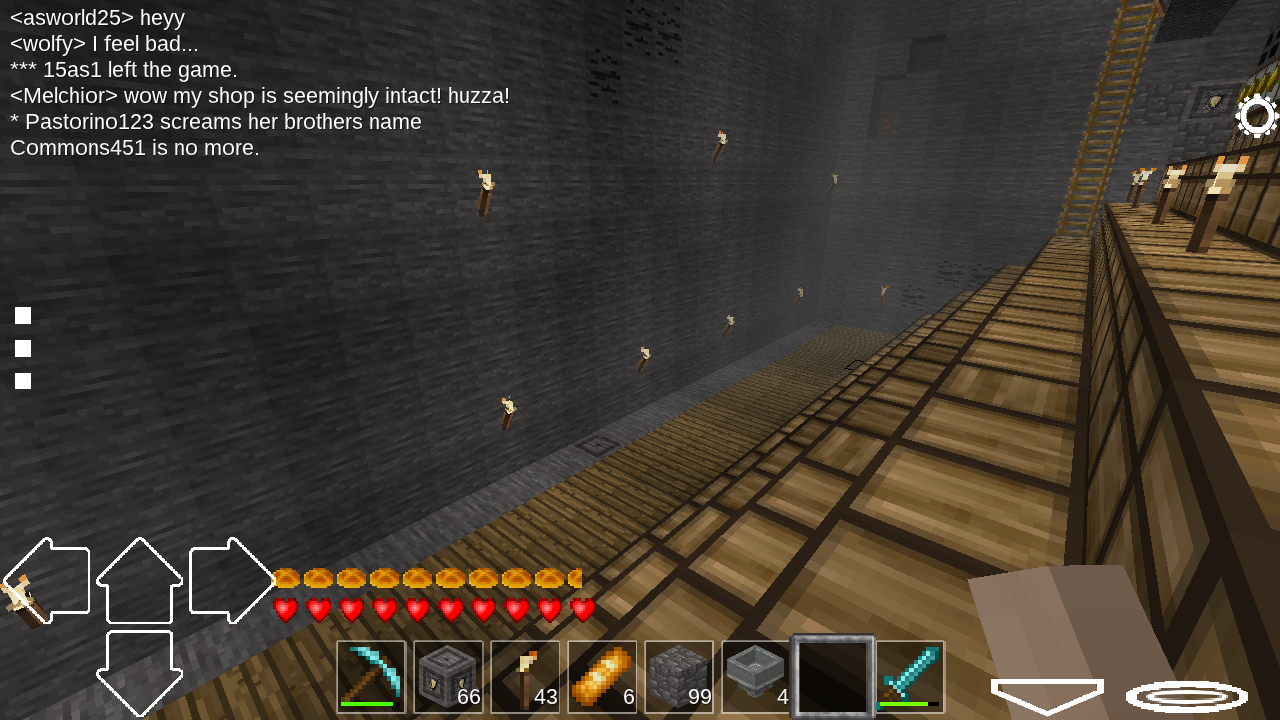 <asworld25> heyy
<wolfy> I feel bad...
*** 15as1 left the game.
<Melchior> wow my shop is seemingly intact! huzza!
* Pastorino123 screams her brothers name
Commons451 is no more.
66 43 6 99 4